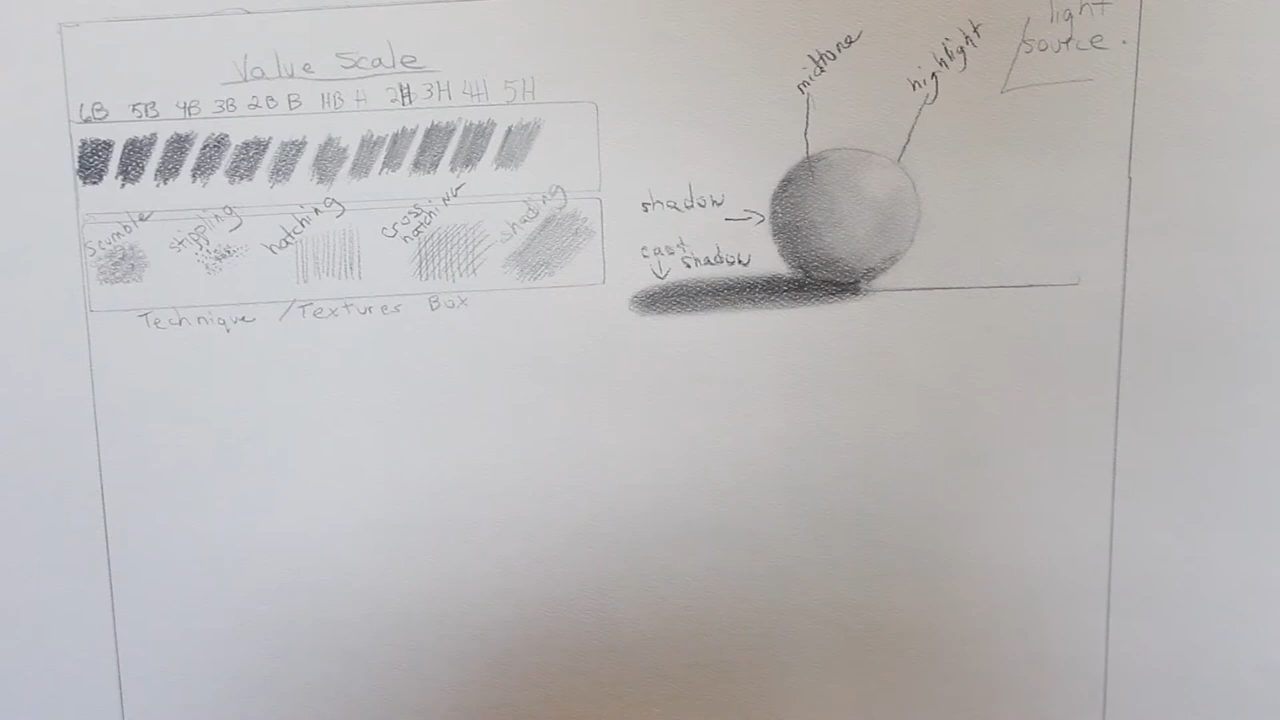 Value Scale
6B 5B 4B 3B 2B B HB H 2H 3H 4H 5H
scumble stippling hatching cross hatching shading
Technique / Textures Box
midtone
highlight
light
source.
shadow
cast
shadow